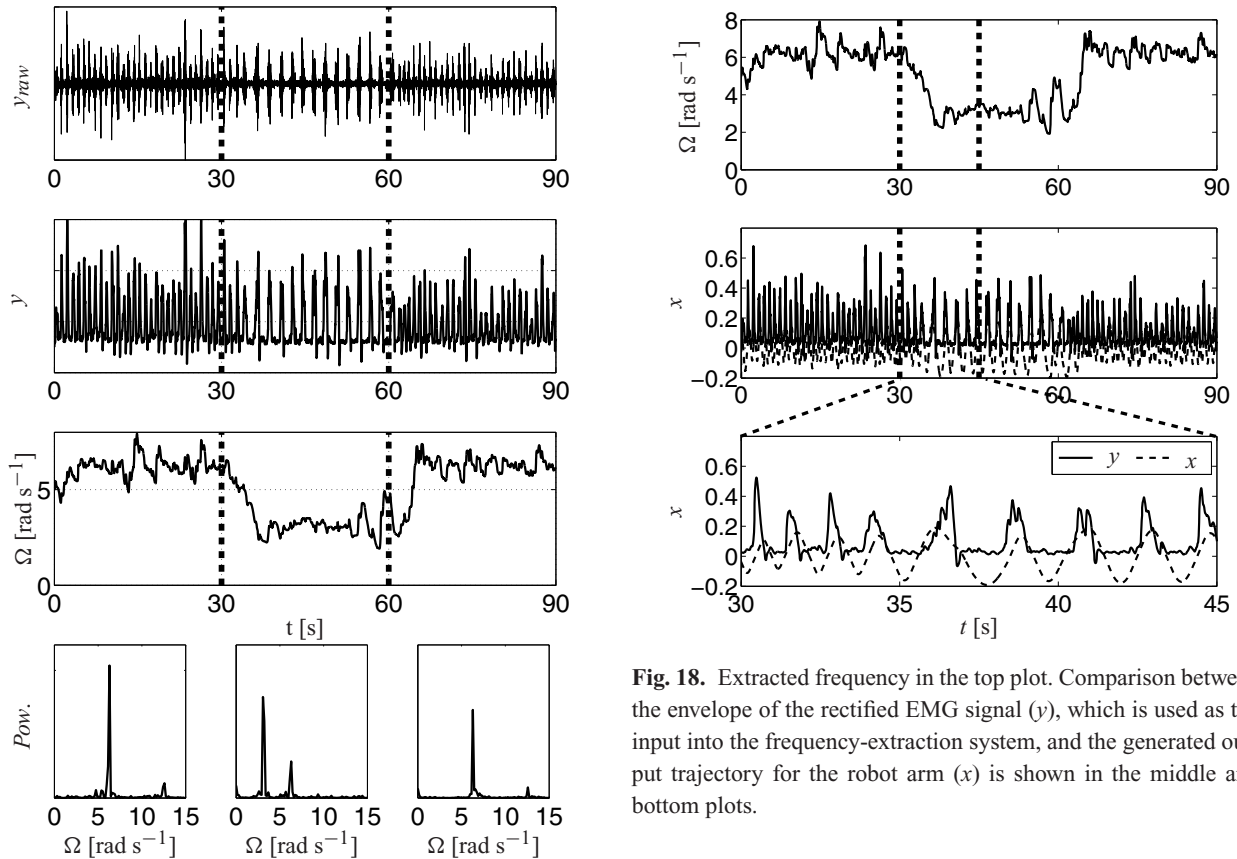 y_raw
0 30 60 90
y
0 30 60 90
Ω [rad s⁻¹]
5
0
0 30 60 90
t [s]
Pow.
0 5 10 15
Ω [rad s⁻¹]
0 5 10 15
Ω [rad s⁻¹]
0 5 10 15
Ω [rad s⁻¹]
Ω [rad s⁻¹]
8
6
4
2
0
0 30 60 90
x
0.6
0.4
0.2
0
−0.2
0 30 60 90
x
0.6
0.4
0.2
0
−0.2
y x
30 35 40 45
t [s]
Fig. 18. Extracted frequency in the top plot. Comparison betwe
the envelope of the rectified EMG signal (y), which is used as t
input into the frequency-extraction system, and the generated ou
put trajectory for the robot arm (x) is shown in the middle a
bottom plots.